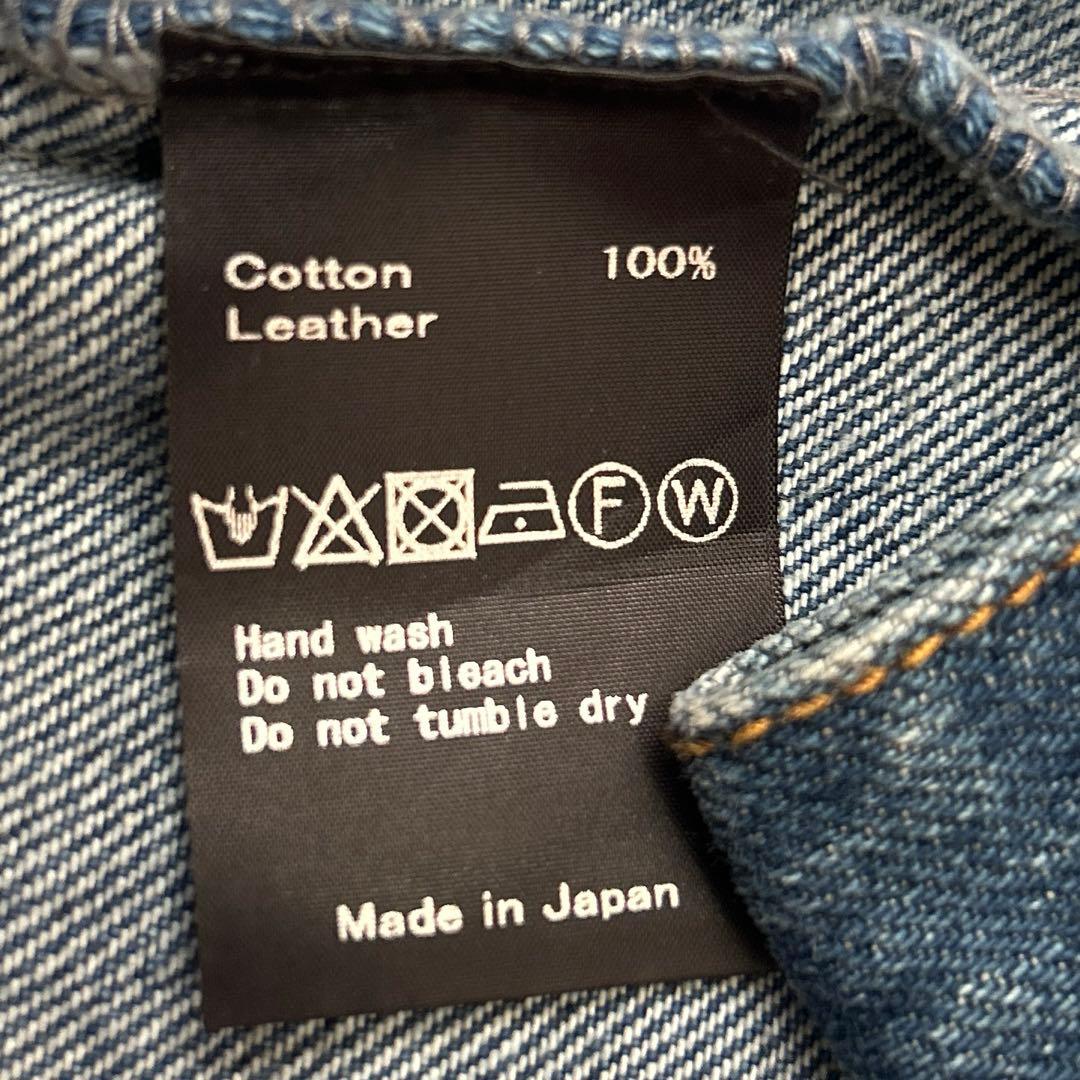 Cotton 100%
Leather
F W
Hand wash
Do not bleach
Do not tumble dry
Made in Japan